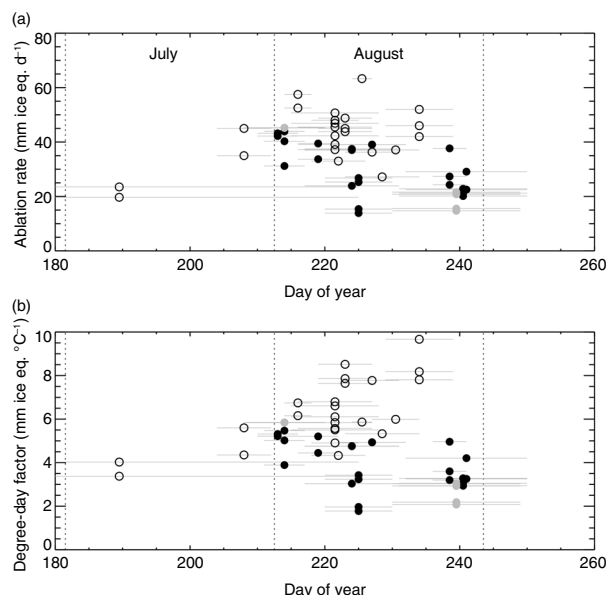 (a)
80
July
August
60
40
20
0
Ablation rate (mm ice eq. d⁻¹)
180
200
220
240
260
Day of year
(b)
10
8
6
4
2
0
Degree-day factor (mm ice eq. °C⁻¹)
180
200
220
240
260
Day of year